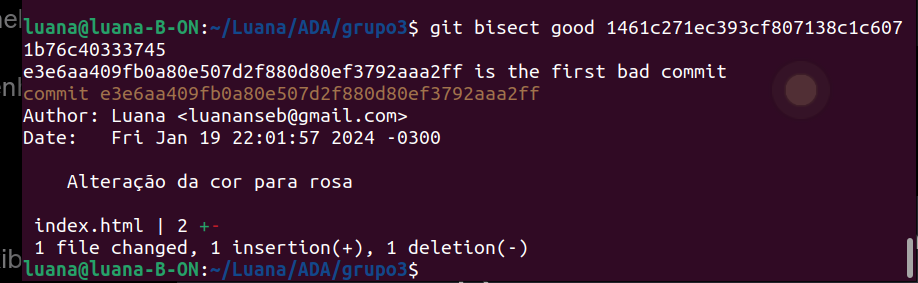 luana@luana-B-ON:~/Luana/ADA/grupo3$ git bisect good 1461c271ec393cf807138c1c607
1b76c40333745
e3e6aa409fb0a80e507d2f880d80ef3792aaa2ff is the first bad commit
commit e3e6aa409fb0a80e507d2f880d80ef3792aaa2ff
Author: Luana <luananseb@gmail.com>
Date:   Fri Jan 19 22:01:57 2024 -0300
    Alteração da cor para rosa
 index.html | 2 +-
 1 file changed, 1 insertion(+), 1 deletion(-)
luana@luana-B-ON:~/Luana/ADA/grupo3$